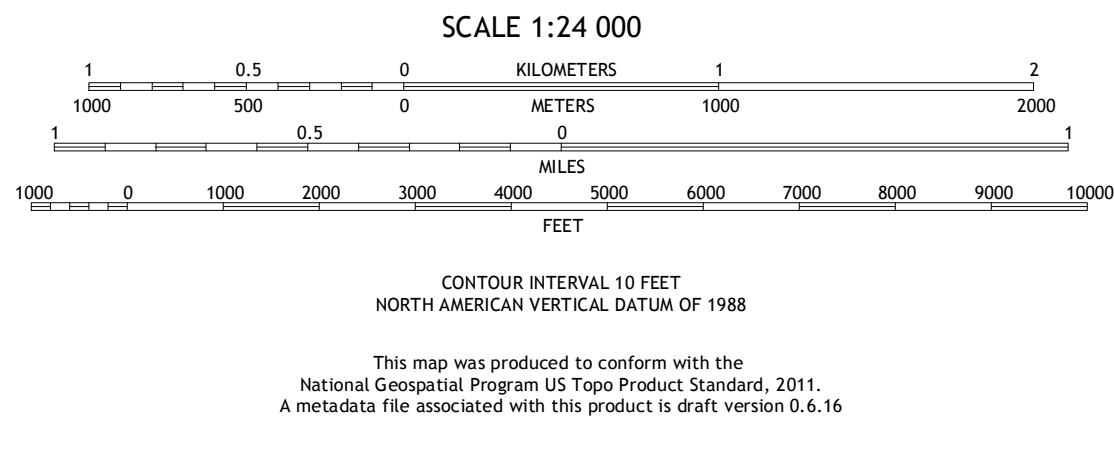 SCALE 1:24 000
1 0.5 0 KILOMETERS 1 2
1000 500 0 METERS 1000 2000
1 0.5 0 1
MILES
1000 0 1000 2000 3000 4000 5000 6000 7000 8000 9000 10000
FEET
CONTOUR INTERVAL 10 FEET
NORTH AMERICAN VERTICAL DATUM OF 1988
This map was produced to conform with the
National Geospatial Program US Topo Product Standard, 2011.
A metadata file associated with this product is draft version 0.6.16